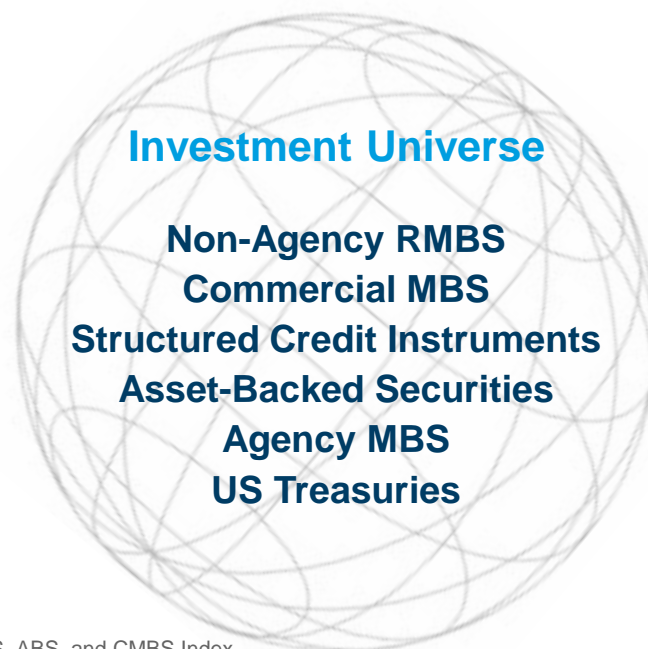 Investment Universe
Non-Agency RMBS
Commercial MBS
Structured Credit Instruments
Asset-Backed Securities
Agency MBS
US Treasuries
ABS, and CMBS Index